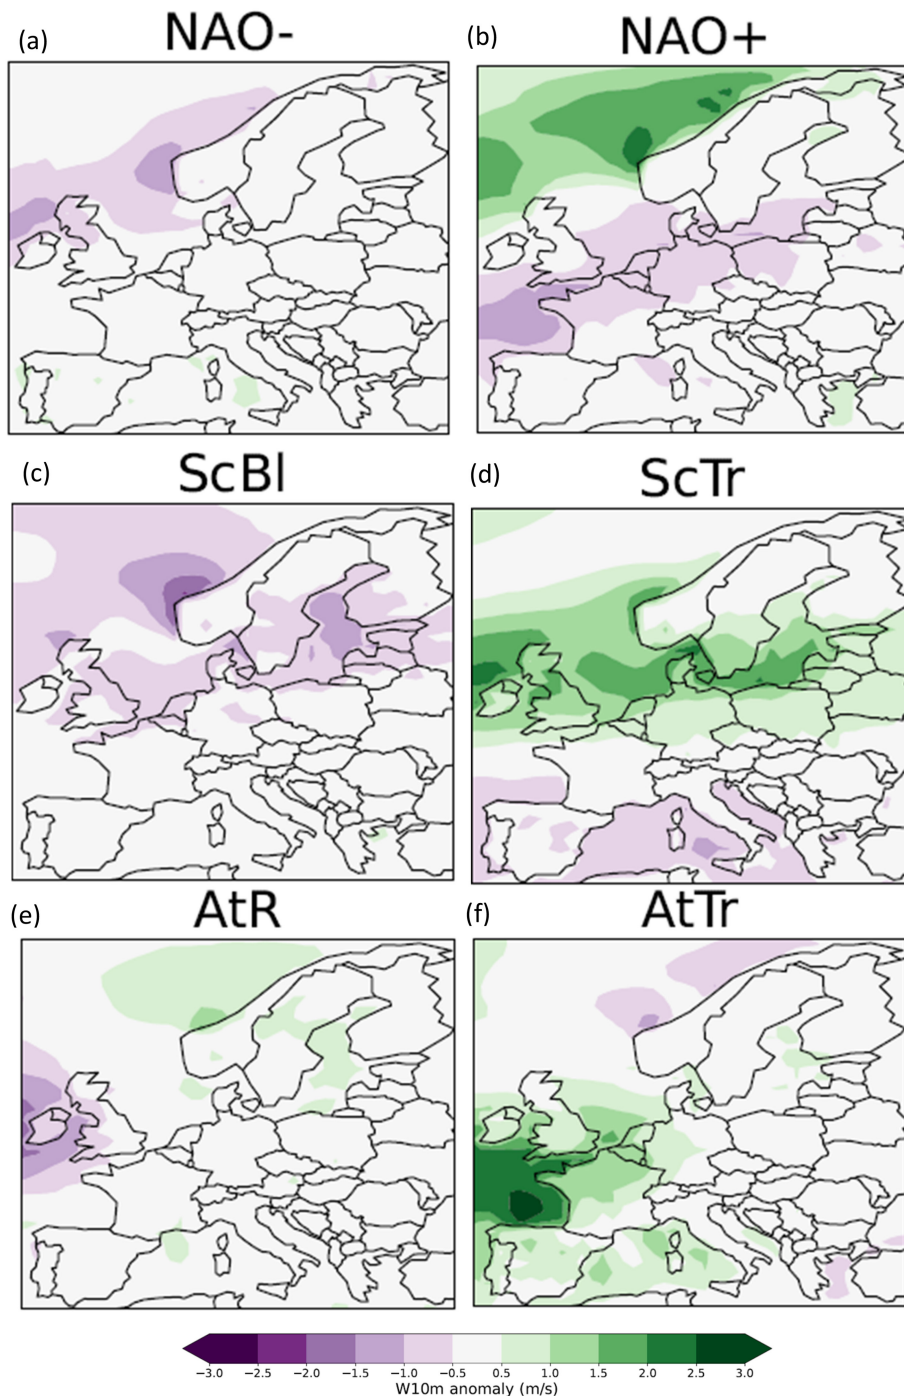 (a) NAO-
(b) NAO+
(c) ScBl
(d) ScTr
(e) AtR
(f) AtTr
−3.0 −2.5 −2.0 −1.5 −1.0 −0.5 0.5 1.0 1.5 2.0 2.5 3.0
W10m anomaly (m/s)